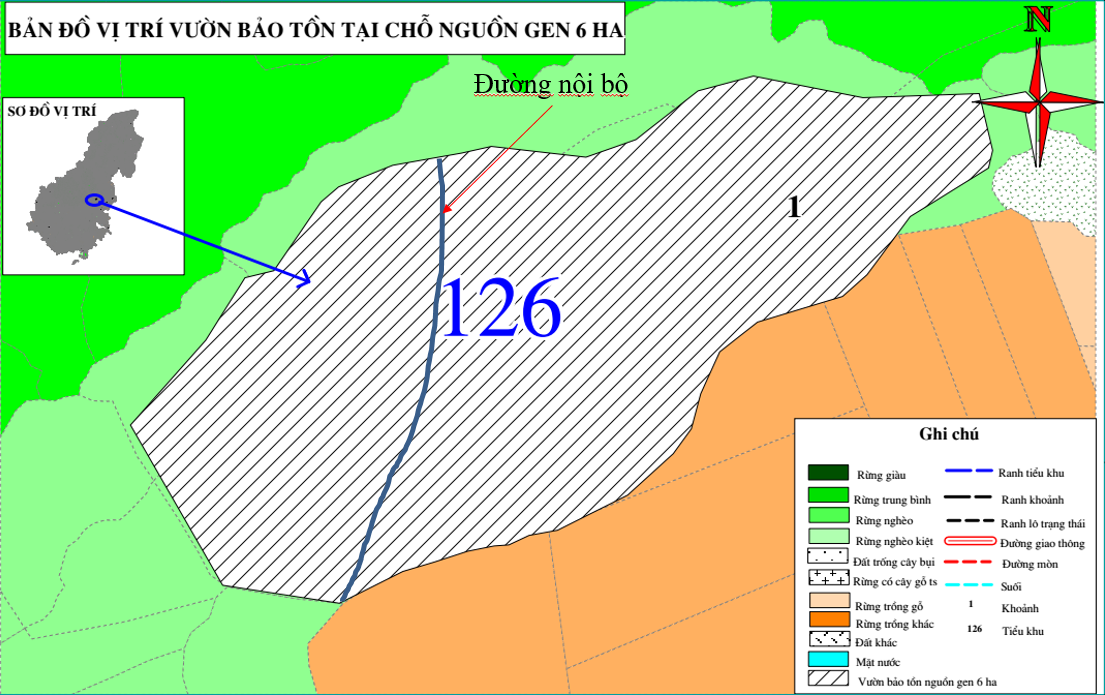 BẢN ĐỒ VỊ TRÍ VƯỜN BẢO TỒN TẠI CHỖ NGUỒN GEN 6 HA
N
Đường nội bộ
SƠ ĐỒ VỊ TRÍ
1
126
Ghi chú
Rừng giàu
Rừng trung bình
Rừng nghèo
Rừng nghèo kiệt
Đất trống cây bụi
Rừng có cây gỗ ts
Rừng trồng gỗ
Rừng trồng khác
Đất khác
Mặt nước
Vườn bảo tồn nguồn gen 6 ha
Ranh tiểu khu
Ranh khoảnh
Ranh lô trạng thái
Đường giao thông
Đường mòn
Suối
1 Khoảnh
126 Tiểu khu